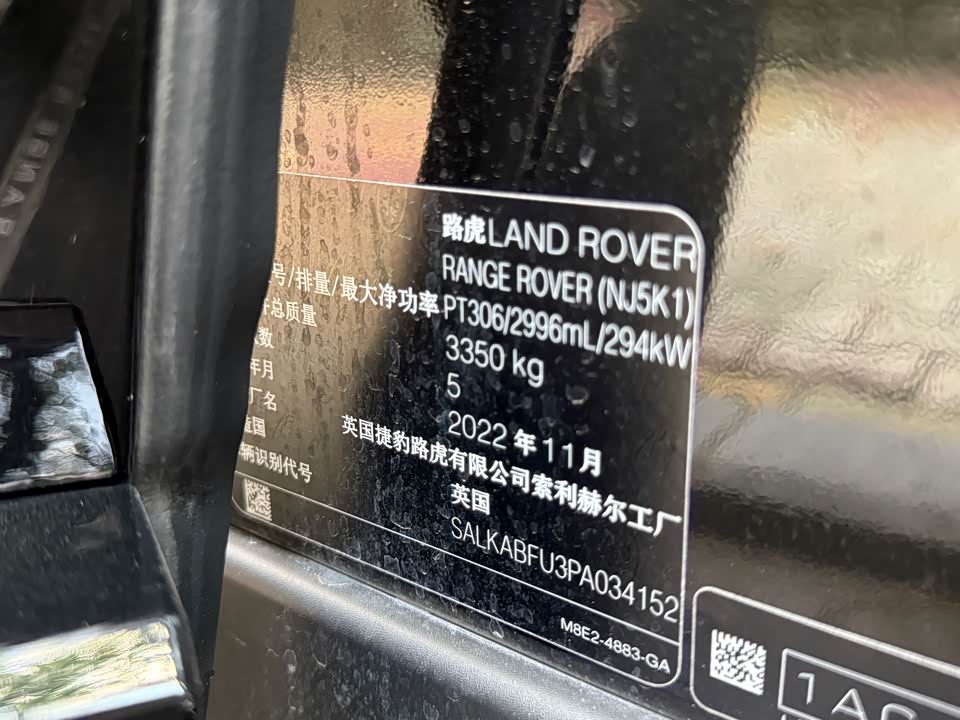 路虎LAND ROVER
RANGE ROVER (NJ5K1)
号/排量/最大净功率 PT306/2996mL/294kW
总质量 3350 kg
数 5
年月 2022 年 11月
厂名 英国捷豹路虎有限公司索利赫尔工厂
国 英国
辆识别代号 SALKABFU3PA034152
M8E2-4883-GA
1A